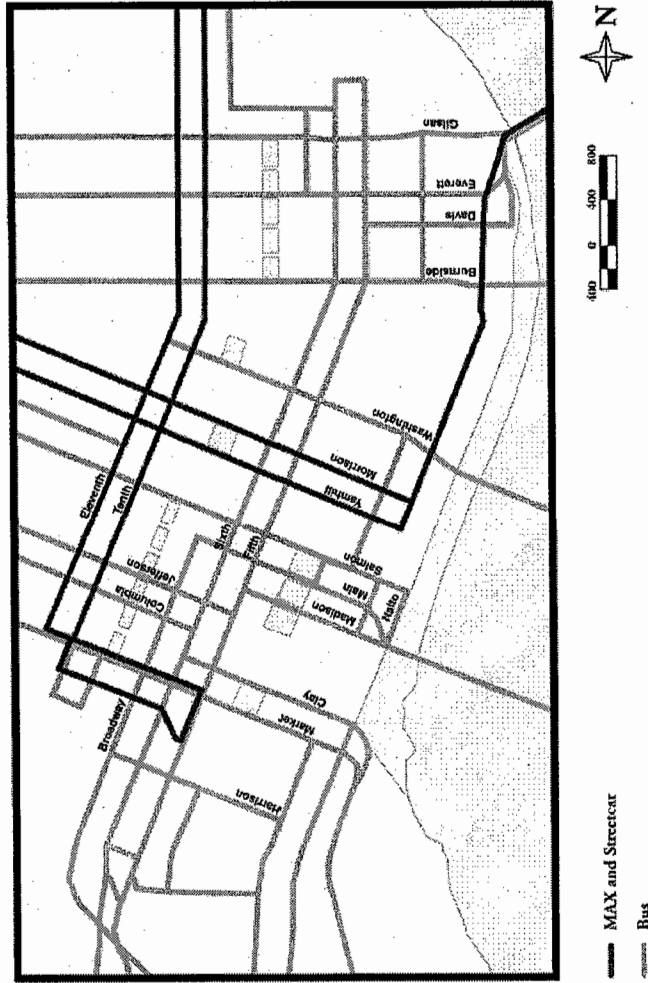 Glisan
Everett
Davis
Burnside
Washington
Morrison
Yamhill
Eleventh
Tenth
Sixth
Fifth
Salmon
Main
Madison
Naito
Jefferson
Columbia
Clay
Market
Broadway
Harrison
N
400 0 400 800
MAX and Streetcar
Bus